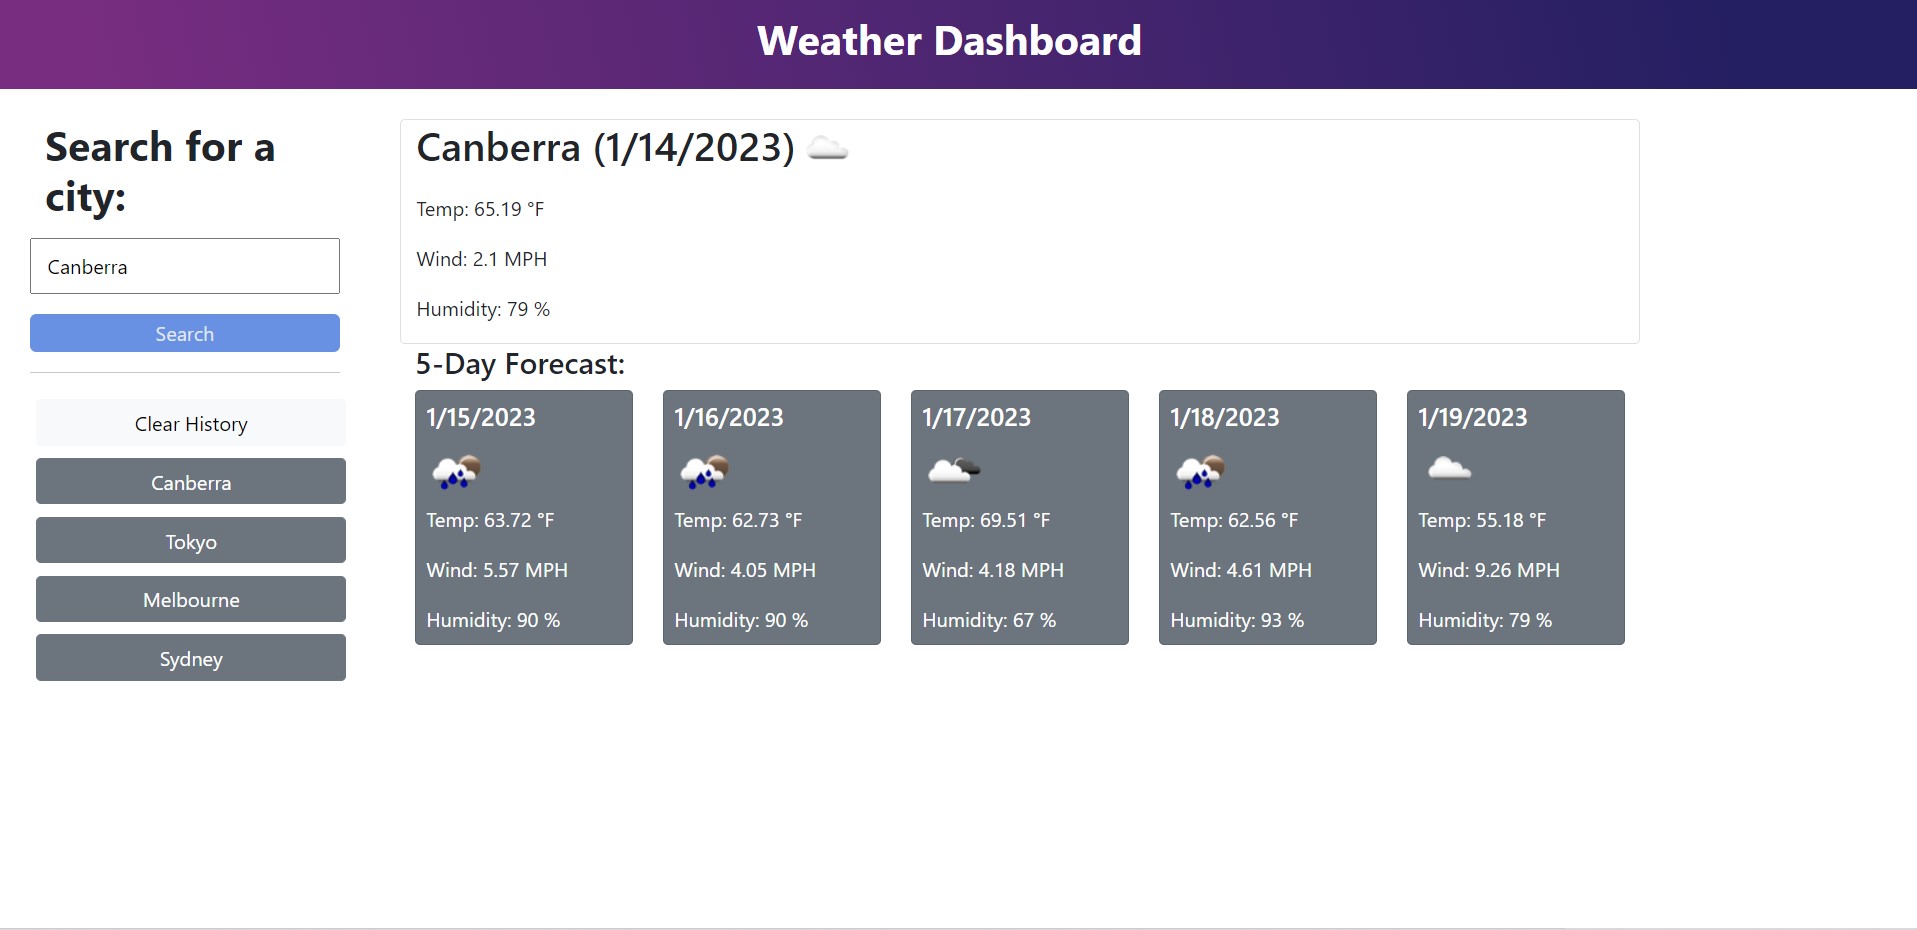 Weather Dashboard
Search for a
city:
Canberra
Search
Clear History
Canberra
Tokyo
Melbourne
Sydney
Canberra (1/14/2023)
Temp: 65.19 °F
Wind: 2.1 MPH
Humidity: 79 %
5-Day Forecast:
1/15/2023
Temp: 63.72 °F
Wind: 5.57 MPH
Humidity: 90 %
1/16/2023
Temp: 62.73 °F
Wind: 4.05 MPH
Humidity: 90 %
1/17/2023
Temp: 69.51 °F
Wind: 4.18 MPH
Humidity: 67 %
1/18/2023
Temp: 62.56 °F
Wind: 4.61 MPH
Humidity: 93 %
1/19/2023
Temp: 55.18 °F
Wind: 9.26 MPH
Humidity: 79 %